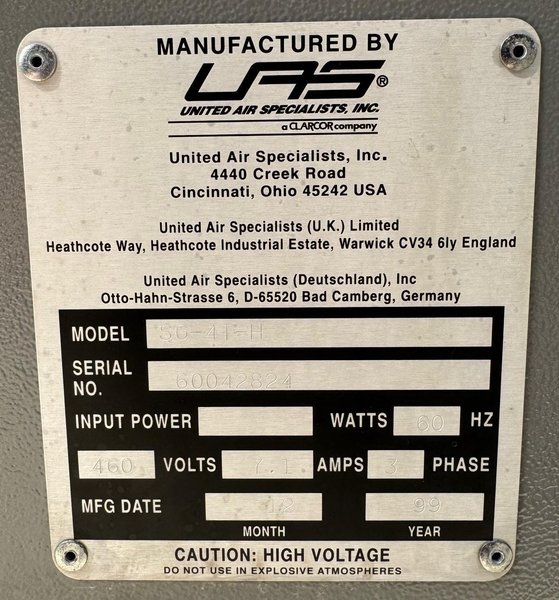 MANUFACTURED BY
UAS®
UNITED AIR SPECIALISTS, INC.
a CLARCOR company
United Air Specialists, Inc.
4440 Creek Road
Cincinnati, Ohio 45242 USA
United Air Specialists (U.K.) Limited
Heathcote Way, Heathcote Industrial Estate, Warwick CV34 6ly England
United Air Specialists (Deutschland), Inc
Otto-Hahn-Strasse 6, D-65520 Bad Camberg, Germany
MODEL
SERIAL NO. 60042824
INPUT POWER WATTS 60 HZ
460 VOLTS 7.1 AMPS 3 PHASE
MFG DATE 12 99
MONTH YEAR
CAUTION: HIGH VOLTAGE
DO NOT USE IN EXPLOSIVE ATMOSPHERES